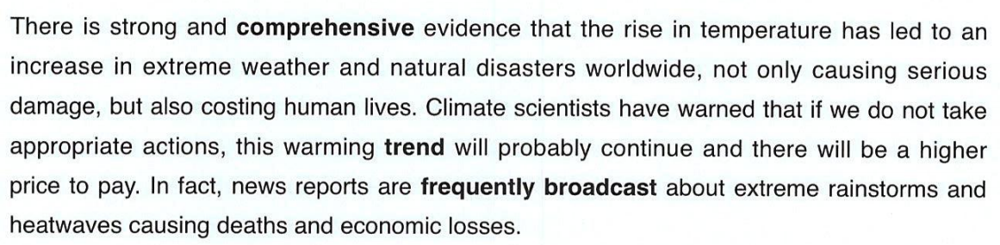 There is strong and comprehensive evidence that the rise in temperature has led to an
increase in extreme weather and natural disasters worldwide, not only causing serious
damage, but also costing human lives. Climate scientists have warned that if we do not take
appropriate actions, this warming trend will probably continue and there will be a higher
price to pay. In fact, news reports are frequently broadcast about extreme rainstorms and
heatwaves causing deaths and economic losses.